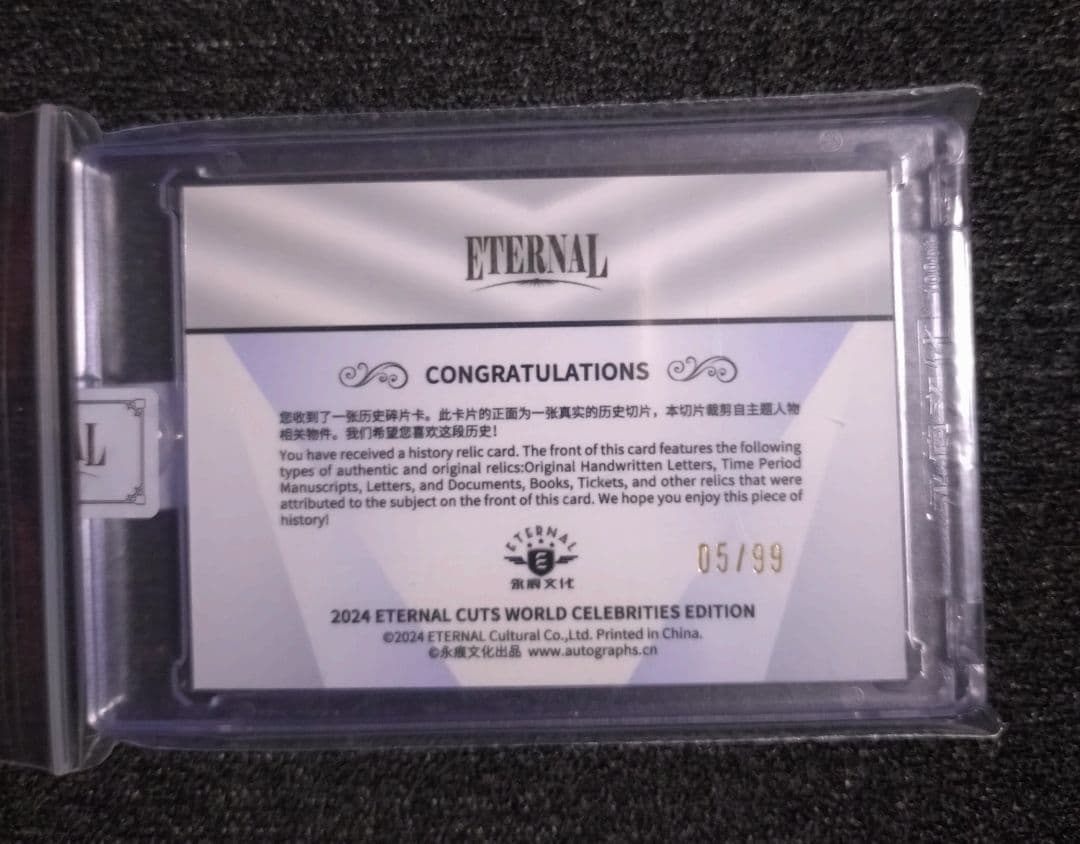 ETERNAL
CONGRATULATIONS
您收到了一张历史碎片卡。此卡片的正面为一张真实的历史切片，本切片裁剪自主题人物
相关物件。我们希望您喜欢这段历史！
You have received a history relic card. The front of this card features the following
types of authentic and original relics:Original Handwritten Letters, Time Period
Manuscripts, Letters, and Documents, Books, Tickets, and other relics that were
attributed to the subject on the front of this card. We hope you enjoy this piece of
history!
ETERNAL
永痕文化
05/99
2024 ETERNAL CUTS WORLD CELEBRITIES EDITION
©2024 ETERNAL Cultural Co.,Ltd. Printed in China.
©永痕文化出品 www.autographs.cn
AL